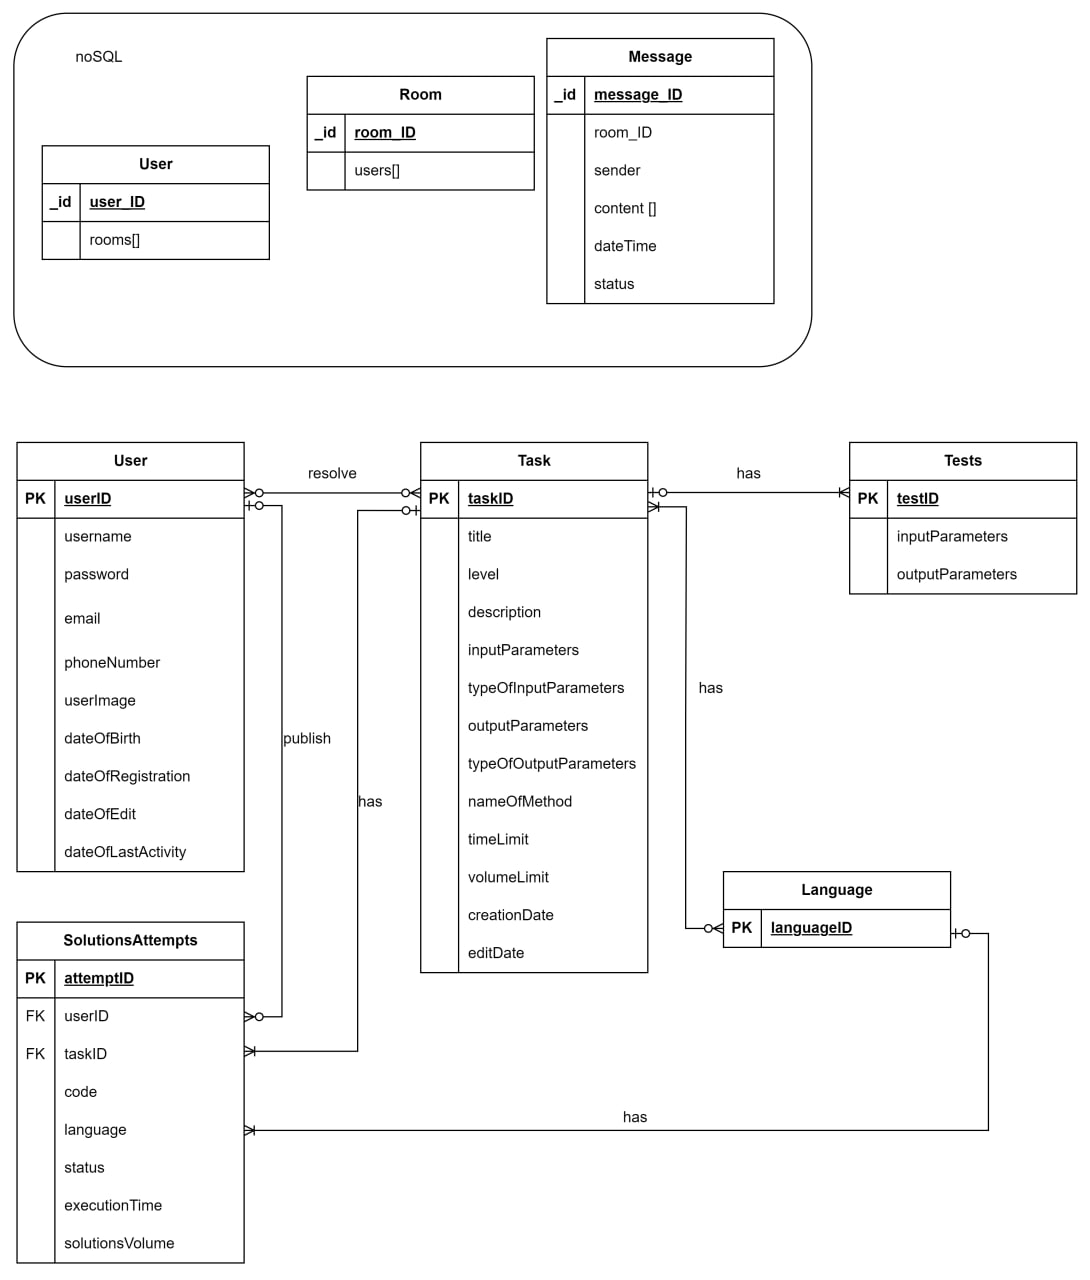 noSQL
User
_id user_ID
rooms[]
Room
_id room_ID
users[]
Message
_id message_ID
room_ID
sender
content []
dateTime
status
User
PK userID
username
password
email
phoneNumber
userImage
dateOfBirth
dateOfRegistration
dateOfEdit
dateOfLastActivity
resolve
publish
has
Task
PK taskID
title
level
description
inputParameters
typeOfInputParameters
outputParameters
typeOfOutputParameters
nameOfMethod
timeLimit
volumeLimit
creationDate
editDate
has
Tests
PK testID
inputParameters
outputParameters
has
Language
PK languageID
SolutionsAttempts
PK attemptID
FK userID
FK taskID
code
language
status
executionTime
solutionsVolume
has